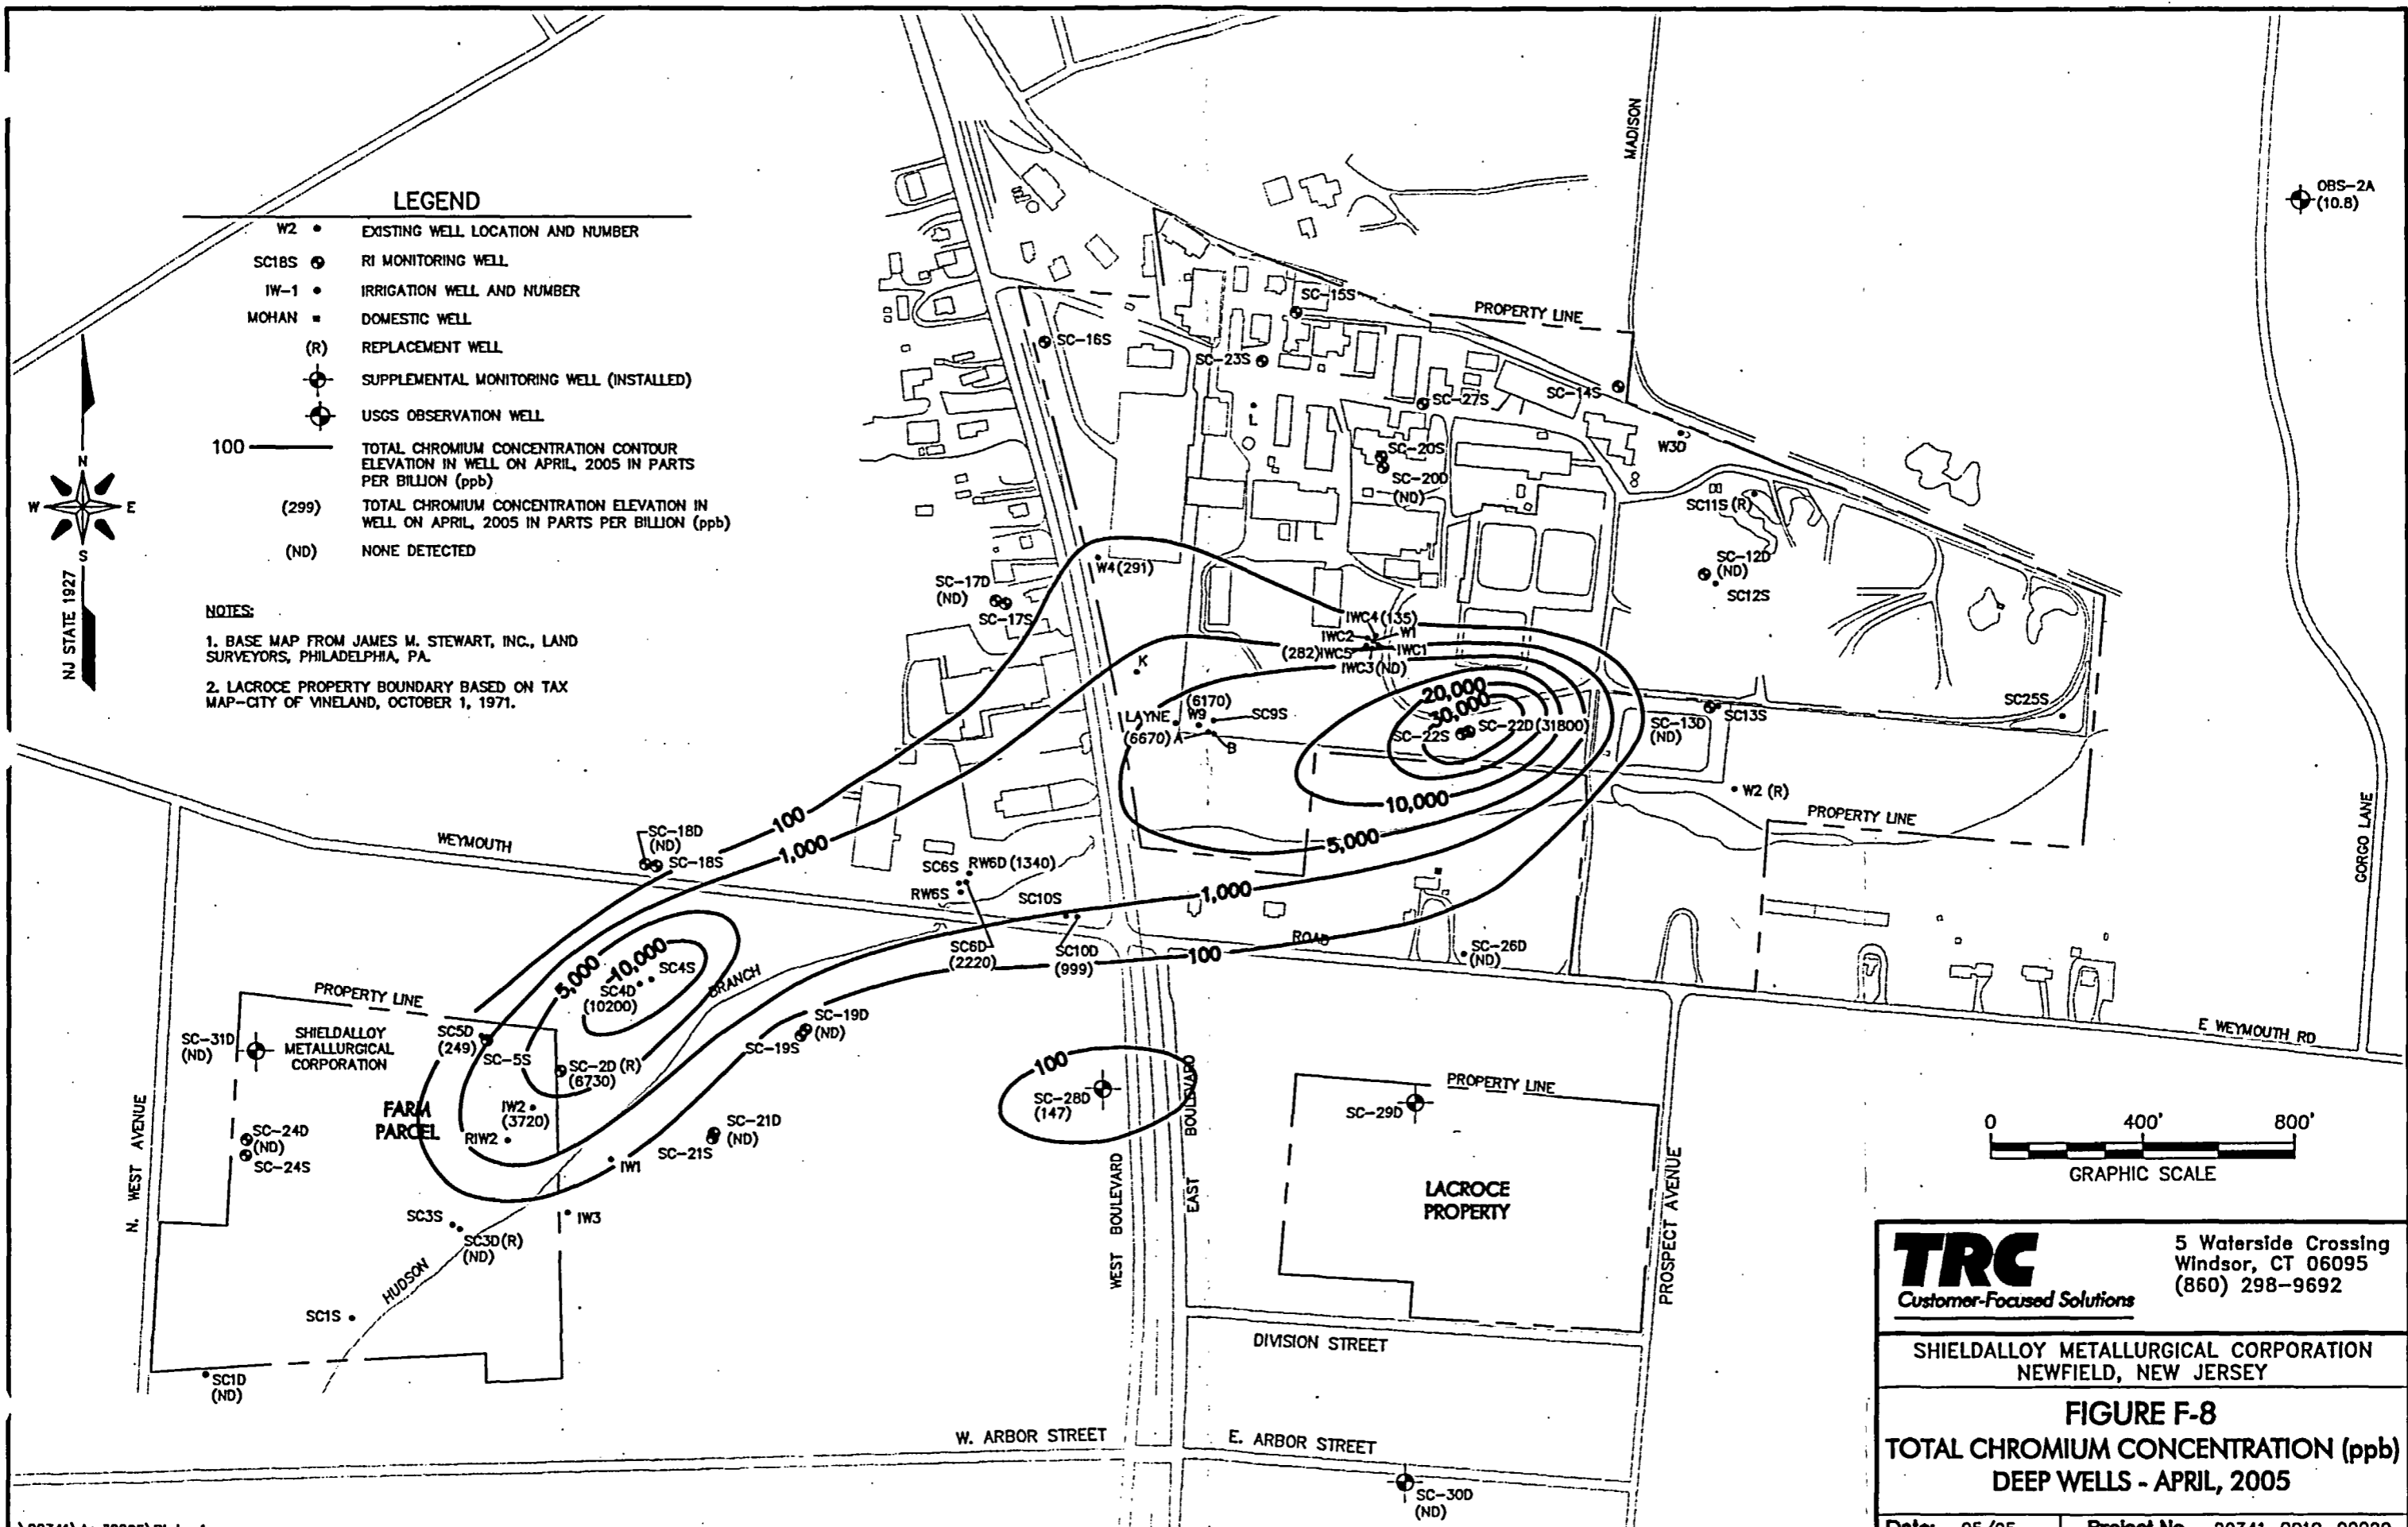 LEGEND
W2 EXISTING WELL LOCATION AND NUMBER
SC18S RI MONITORING WELL
IW-1 IRRIGATION WELL AND NUMBER
MOHAN DOMESTIC WELL
(R) REPLACEMENT WELL
SUPPLEMENTAL MONITORING WELL (INSTALLED)
USGS OBSERVATION WELL
100 TOTAL CHROMIUM CONCENTRATION CONTOUR
ELEVATION IN WELL ON APRIL, 2005 IN PARTS
PER BILLION (ppb)
(299) TOTAL CHROMIUM CONCENTRATION ELEVATION IN
WELL ON APRIL, 2005 IN PARTS PER BILLION (ppb)
(ND) NONE DETECTED
NOTES:
1. BASE MAP FROM JAMES M. STEWART, INC., LAND
SURVEYORS, PHILADELPHIA, PA.
2. LACROCE PROPERTY BOUNDARY BASED ON TAX
MAP-CITY OF VINELAND, OCTOBER 1, 1971.
N
W
E
S
NJ STATE 1927
MADISON
OBS-2A
(10.8)
SC-15S
PROPERTY LINE
SC-16S
SC-23S
SC-14S
SC-27S
L
W3D
SC-20S
SC-20D
(ND)
SC11S (R)
SC-12D
(ND)
SC12S
W4(291)
SC-17D
(ND)
SC-17S
IWC4(135)
IWC2
W1
(282)IWC5
IWC1
IWC3(ND)
K
20,000
30,000
(6170)
LAYNE
W9
SC9S
(6670) A
B
SC-22S
SC-22D(31800)
SC-13D
(ND)
SC13S
SC25S
W2 (R)
10,000
5,000
PROPERTY LINE
GORGO LANE
WEYMOUTH
SC-18D
(ND)
SC-18S
100
1,000
SC6S
RW6D (1340)
RW6S
SC10S
1,000
SC6D
(2220)
SC10D
(999)
100
ROAD
SC-26D
(ND)
5,000
10,000
SC4S
SC4D
(10200)
BRANCH
PROPERTY LINE
SC-31D
(ND)
SHIELDALLOY
METALLURGICAL
CORPORATION
SC5D
(249)
SC-5S
SC-2D (R)
(6730)
SC-19D
(ND)
SC-19S
E WEYMOUTH RD
FARM
PARCEL
IW2
(3720)
RIW2
SC-24D
(ND)
SC-24S
SC-21D
(ND)
SC-21S
IW1
IW3
100
SC-28D
(147)
PROPERTY LINE
SC-29D
LACROCE
PROPERTY
N. WEST AVENUE
WEST BOULEVARD
EAST BOULEVARD
PROSPECT AVENUE
SC3S
SC3D(R)
(ND)
HUDSON
SC1S
SC1D
(ND)
DIVISION STREET
W. ARBOR STREET
E. ARBOR STREET
SC-30D
(ND)
0 400' 800'
GRAPHIC SCALE
TRC
Customer-Focused Solutions
5 Waterside Crossing
Windsor, CT 06095
(860) 298-9692
SHIELDALLOY METALLURGICAL CORPORATION
NEWFIELD, NEW JERSEY
FIGURE F-8
TOTAL CHROMIUM CONCENTRATION (ppb)
DEEP WELLS - APRIL, 2005
Date: 05/05
Project No.